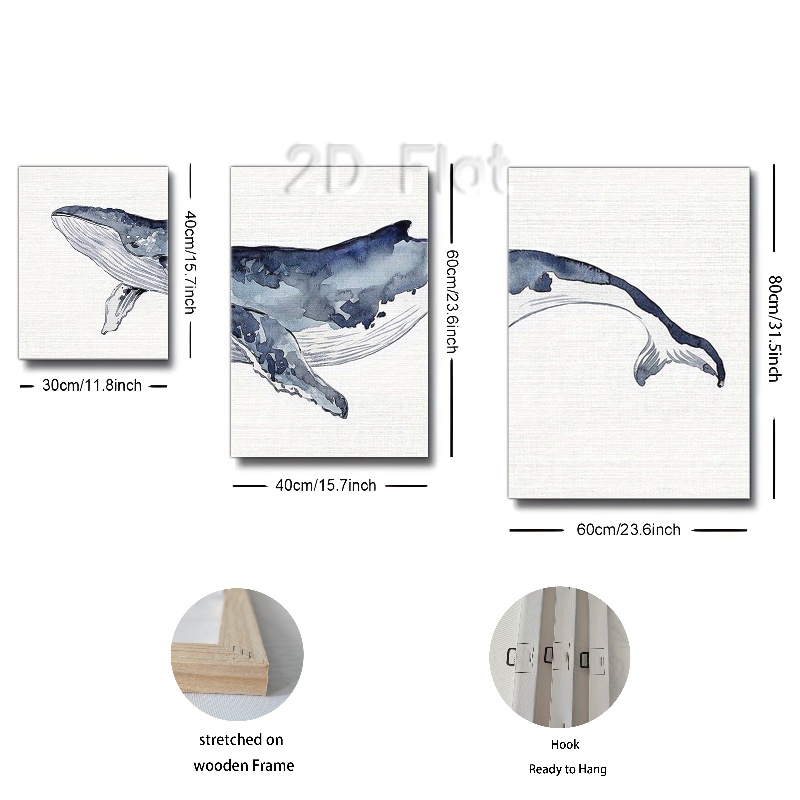 2D Flat
40cm/15.7inch
60cm/23.6inch
80cm/31.5inch
30cm/11.8inch
40cm/15.7inch
60cm/23.6inch
stretched on
wooden Frame
Hook
Ready to Hang